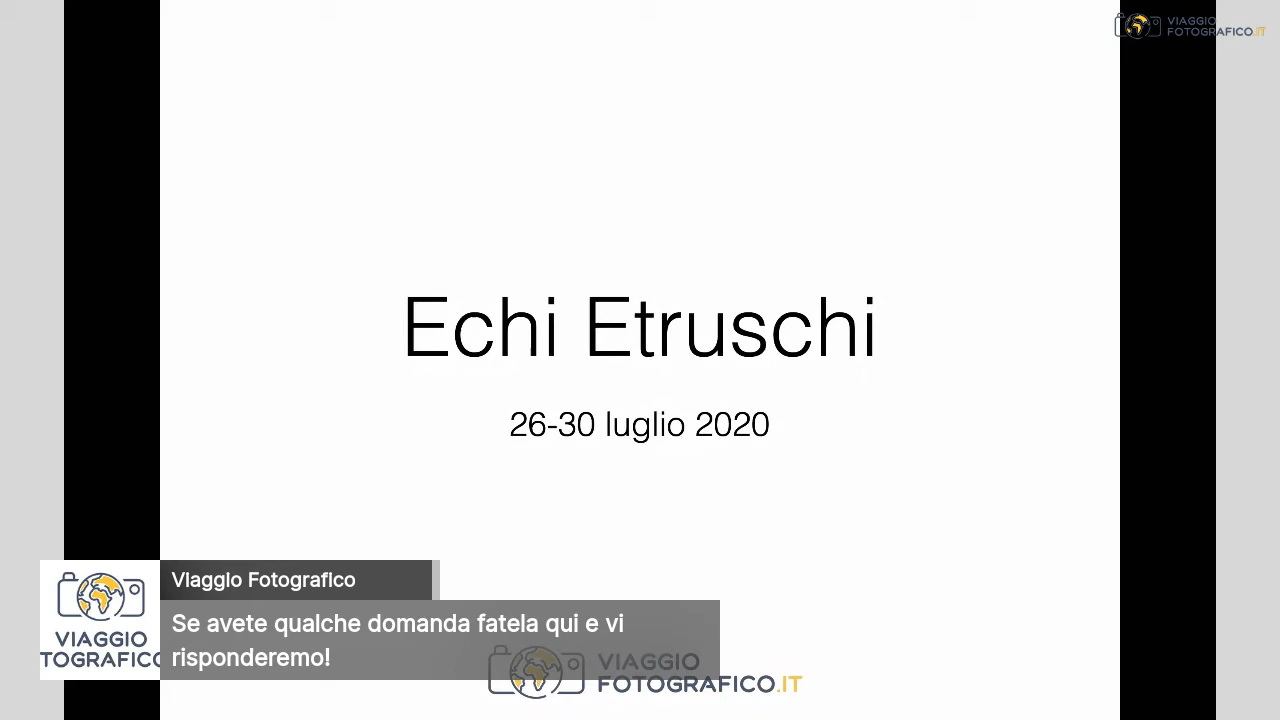 VIAGGIO
FOTOGRAFICO.IT
Echi Etruschi
26-30 luglio 2020
Viaggio Fotografico
Se avete qualche domanda fatela qui e vi
risponderemo!
VIAGGIO
TOGRAFICO
VIAGGIO
FOTOGRAFICO.IT